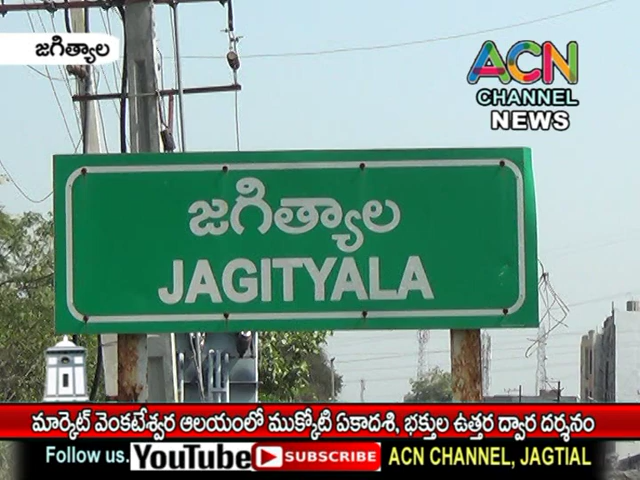 జగిత్యాల
ACN
CHANNEL
NEWS
జగిత్యాల
JAGITYALA
మార్కెట్ వెంకటేశ్వర ఆలయంలో ముక్కోటి ఏకాదశి, భక్తుల ఉత్తర ద్వార దర్శనం
Follow us. YouTube SUBSCRIBE ACN CHANNEL, JAGTIAL